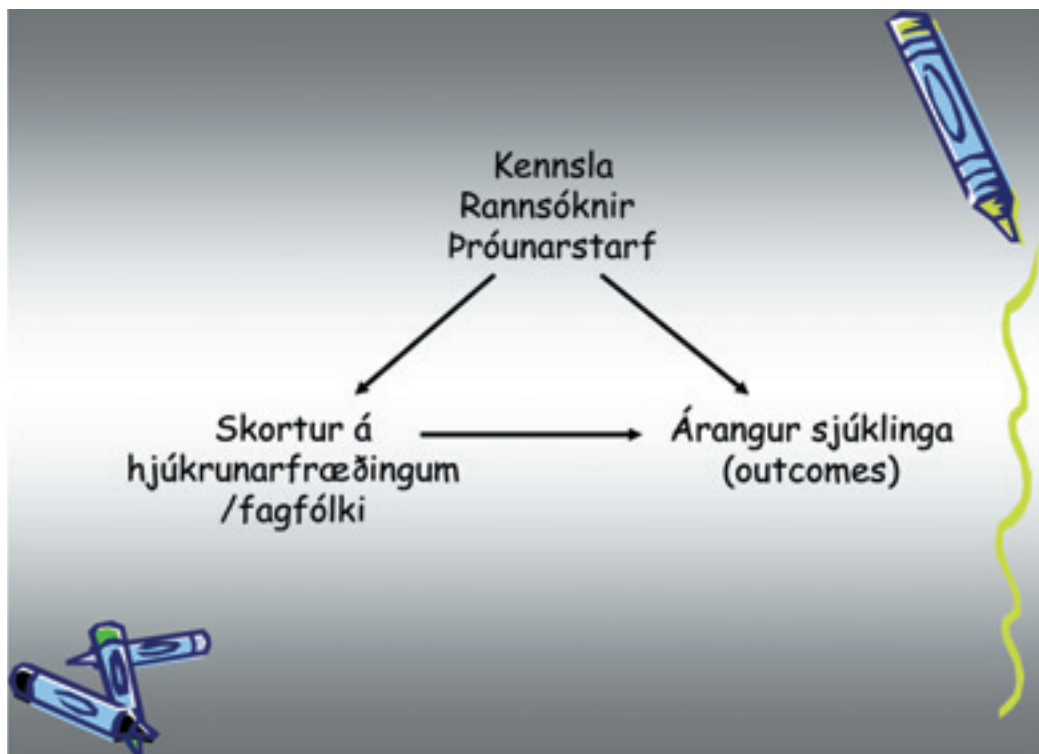 Kennsla
Rannsóknir
Þróunarstarf
Skortur á
hjúkrunarfræðingum
/fagfólki
Árangur sjúklinga
(outcomes)